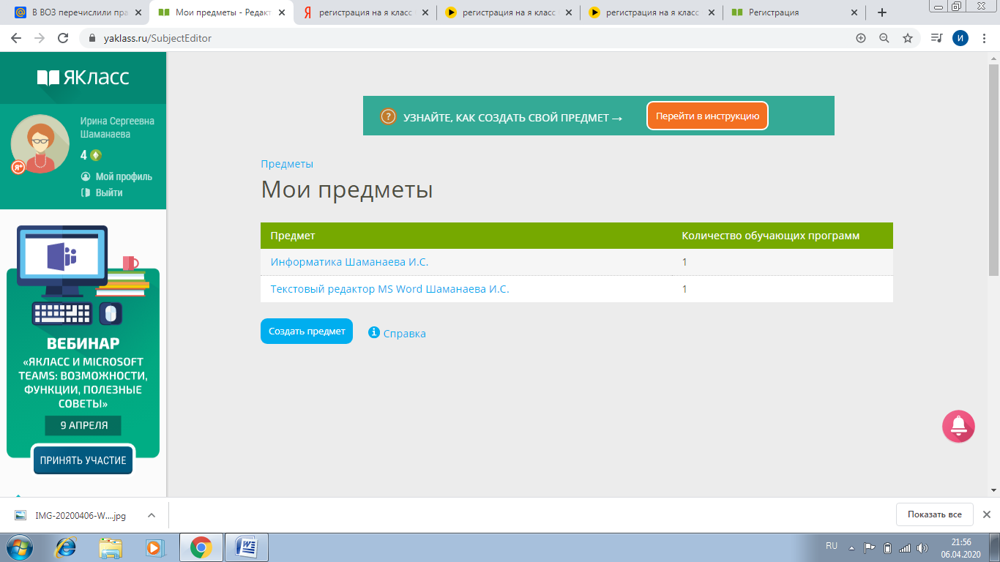 В ВОЗ перечислили пра
Мои предметы - Редакт
регистрация на я класс
регистрация на я класс
регистрация на я класс
Регистрация
yaklass.ru/SubjectEditor
И
ЯКласс
Ирина Сергеевна
Шаманаева
4
Я+
Мой профиль
Выйти
ВЕБИНАР
«ЯКЛАСС И MICROSOFT
TEAMS: ВОЗМОЖНОСТИ,
ФУНКЦИИ, ПОЛЕЗНЫЕ
СОВЕТЫ»
9 АПРЕЛЯ
ПРИНЯТЬ УЧАСТИЕ
? УЗНАЙТЕ, КАК СОЗДАТЬ СВОЙ ПРЕДМЕТ → Перейти в инструкцию
Предметы
Мои предметы
Предмет Количество обучающих программ
Информатика Шаманаева И.С. 1
Текстовый редактор MS Word Шаманаева И.С. 1
Создать предмет Справка
IMG-20200406-W....jpg
Показать все
RU
21:56
06.04.2020